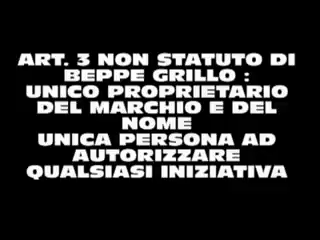 ART. 3 NON STATUTO DI
BEPPE GRILLO :
UNICO PROPRIETARIO
DEL MARCHIO E DEL
NOME
UNICA PERSONA AD
AUTORIZZARE
QUALSIASI INIZIATIVA